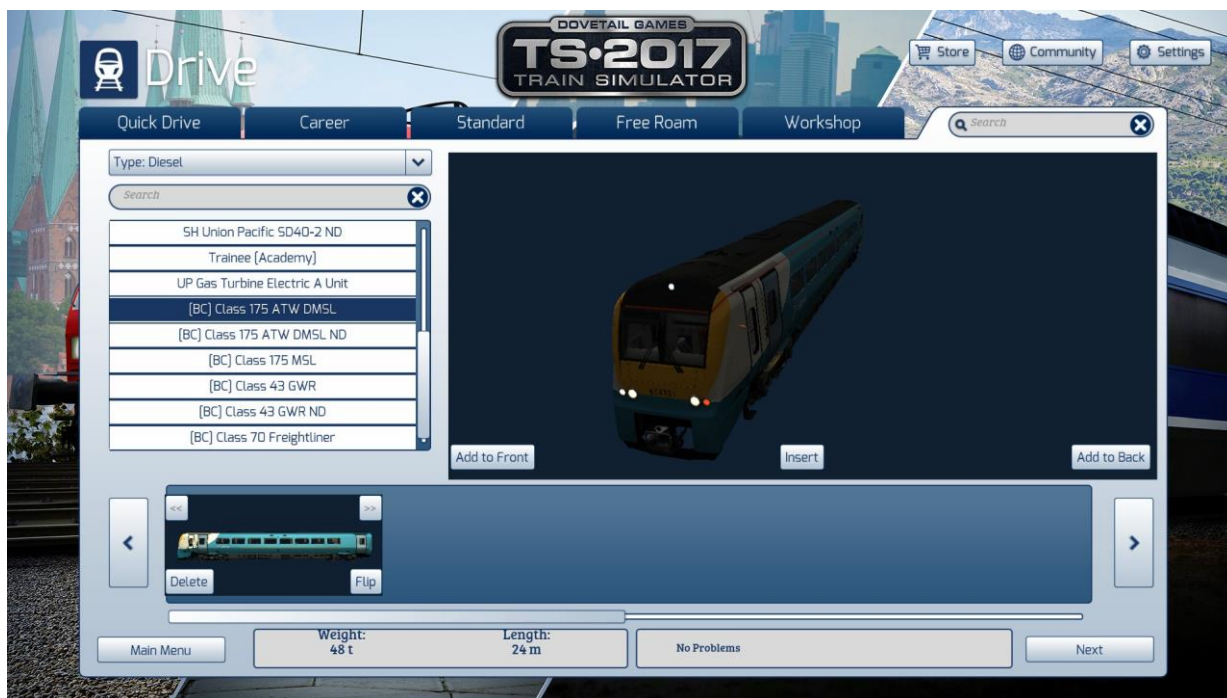 DOVETAIL GAMES
TS•2017
TRAIN SIMULATOR
Drive
Store
Community
Settings
Quick Drive
Career
Standard
Free Roam
Workshop
Search
Type: Diesel
Search
SH Union Pacific SD40-2 ND
Trainee [Academy]
UP Gas Turbine Electric A Unit
[BC] Class 175 ATW DMSL
[BC] Class 175 ATW DMSL ND
[BC] Class 175 MSL
[BC] Class 43 GWR
[BC] Class 43 GWR ND
[BC] Class 70 Freightliner
Add to Front
Insert
Add to Back
<<
>>
Delete
Flip
Main Menu
Weight:
48 t
Length:
24 m
No Problems
Next